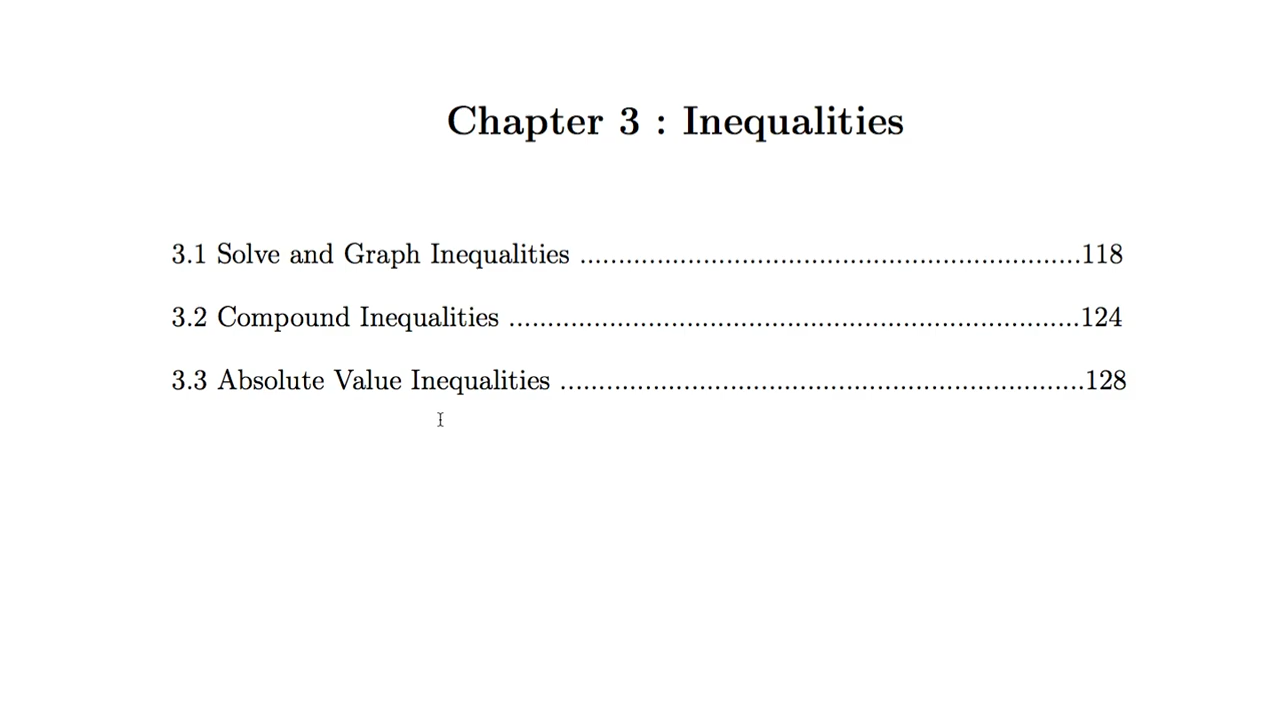 Chapter 3 : Inequalities
3.1 Solve and Graph Inequalities .................................................................118
3.2 Compound Inequalities ..........................................................................124
3.3 Absolute Value Inequalities ....................................................................128